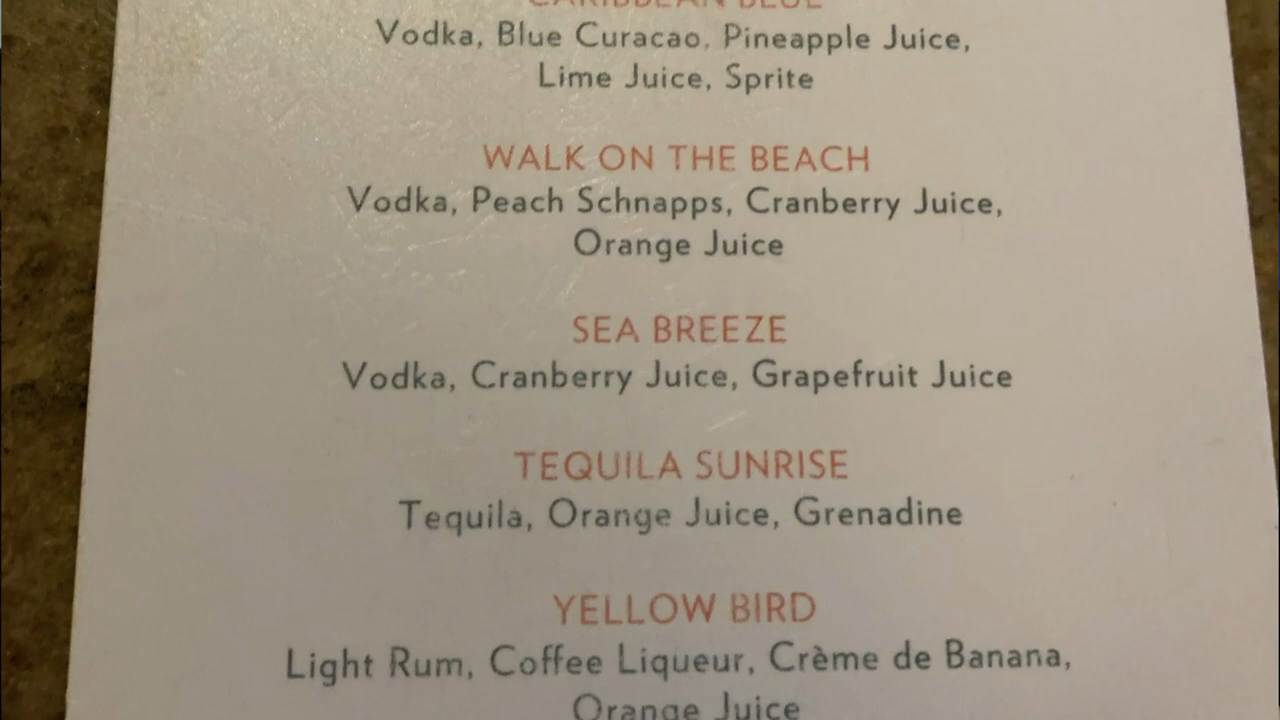 CARIBBEAN BLUE
Vodka, Blue Curacao, Pineapple Juice,
Lime Juice, Sprite
WALK ON THE BEACH
Vodka, Peach Schnapps, Cranberry Juice,
Orange Juice
SEA BREEZE
Vodka, Cranberry Juice, Grapefruit Juice
TEQUILA SUNRISE
Tequila, Orange Juice, Grenadine
YELLOW BIRD
Light Rum, Coffee Liqueur, Crème de Banana,
Orange Juice